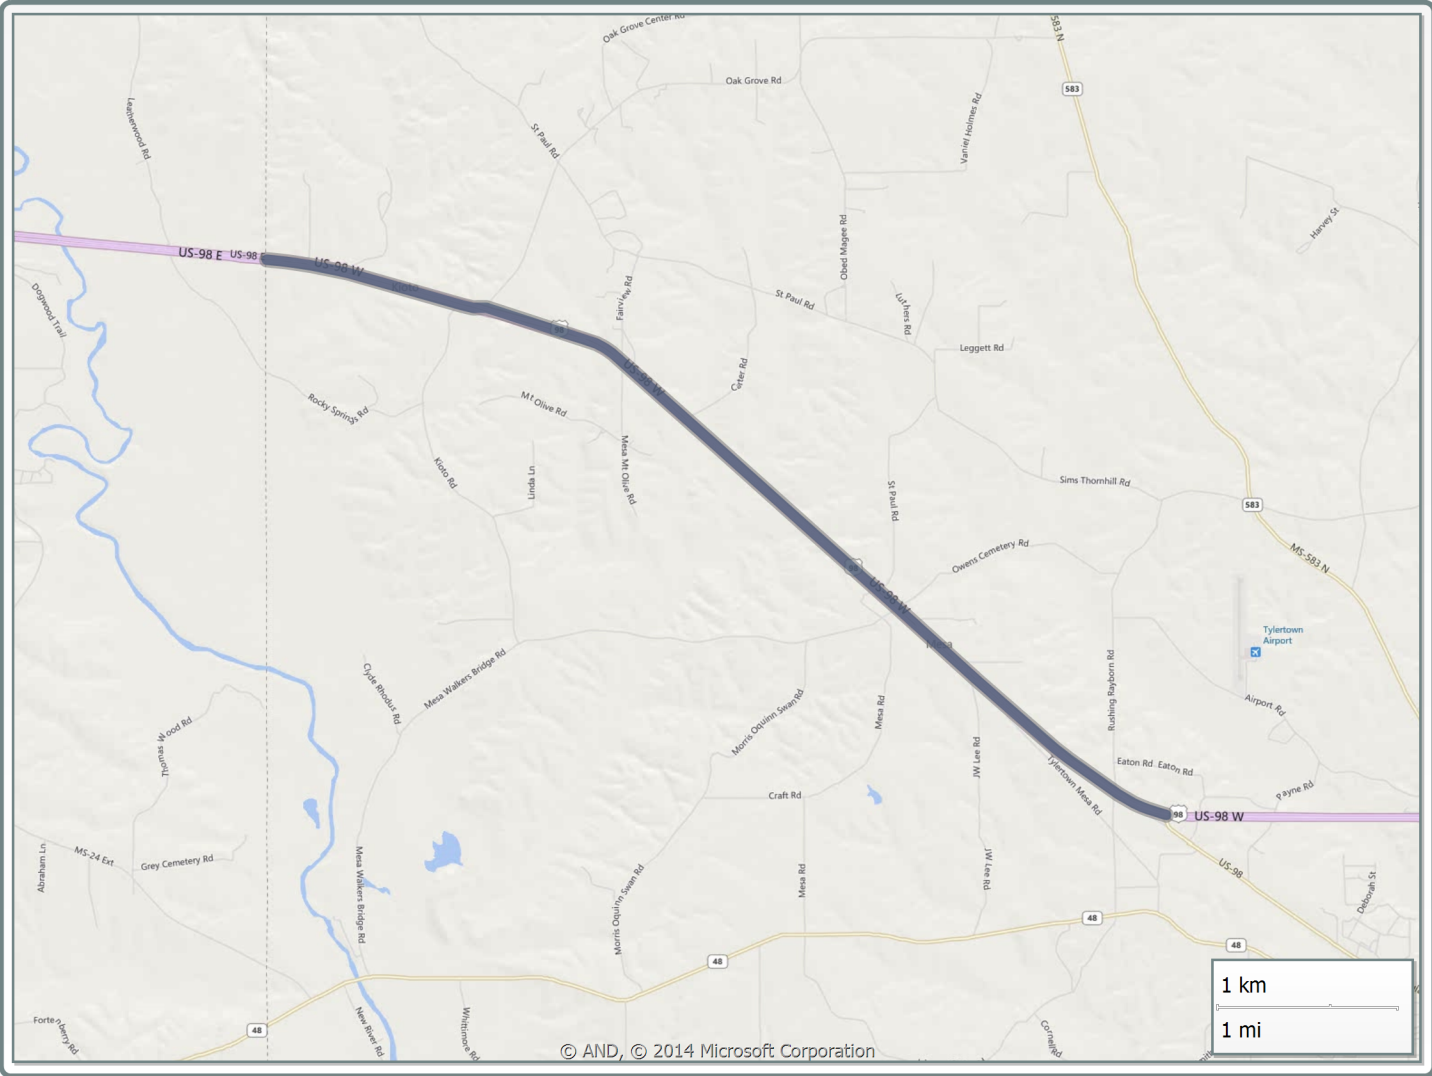 Oak Grove Center Rd
583 N
Oak Grove Rd
583
Leatherwood Rd
St Paul Rd
Vaniel Holmes Rd
Harvey St
Obed Magee Rd
US-98 E
US-98 E
US-98 W
Kioto
Dogwood Trail
Fairview Rd
St Paul Rd
Luthers Rd
Leggett Rd
US-98 W
Carter Rd
Rocky Springs Rd
Mt Olive Rd
Mesa Mt Olive Rd
Kioto Rd
Linda Ln
St Paul Rd
Sims Thornhill Rd
583
MS-583 N
Owens Cemetery Rd
US-98 W
Mesa
Tylertown
Airport
Clyde Rhodus Rd
Mesa Walkers Bridge Rd
Rushing Rayborn Rd
Airport Rd
Morris Oquinn Swan Rd
Mesa Rd
Thomas Wood Rd
JW Lee Rd
Tylertown Mesa Rd
Eaton Rd
Eaton Rd
Payne Rd
Craft Rd
98
US-98 W
MS-24 Ext
Grey Cemetery Rd
Abraham Ln
Mesa Walkers Bridge Rd
Morris Oquinn Swan Rd
Mesa Rd
JW Lee Rd
US-98
Deborah St
48
48
48
48
Fortenberry Rd
New River Rd
Whittimore Rd
Cornell Rd
1 km
1 mi
© AND, © 2014 Microsoft Corporation